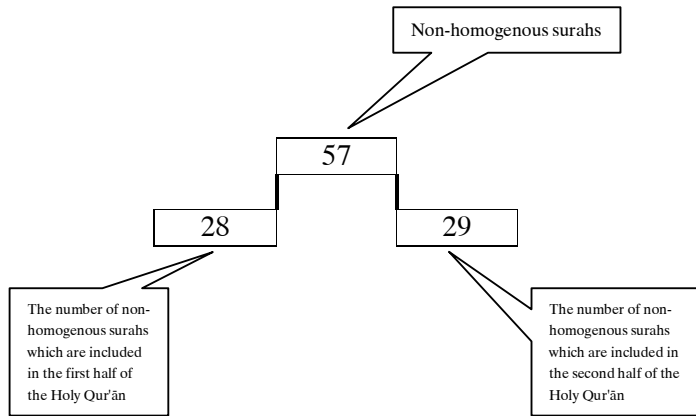 Non-homogenous surahs
57
28
29
The number of non-
homogenous surahs
which are included
in the first half of
the Holy Qur'ān
The number of non-
homogenous surahs
which are included in
the second half of the
Holy Qur'ān